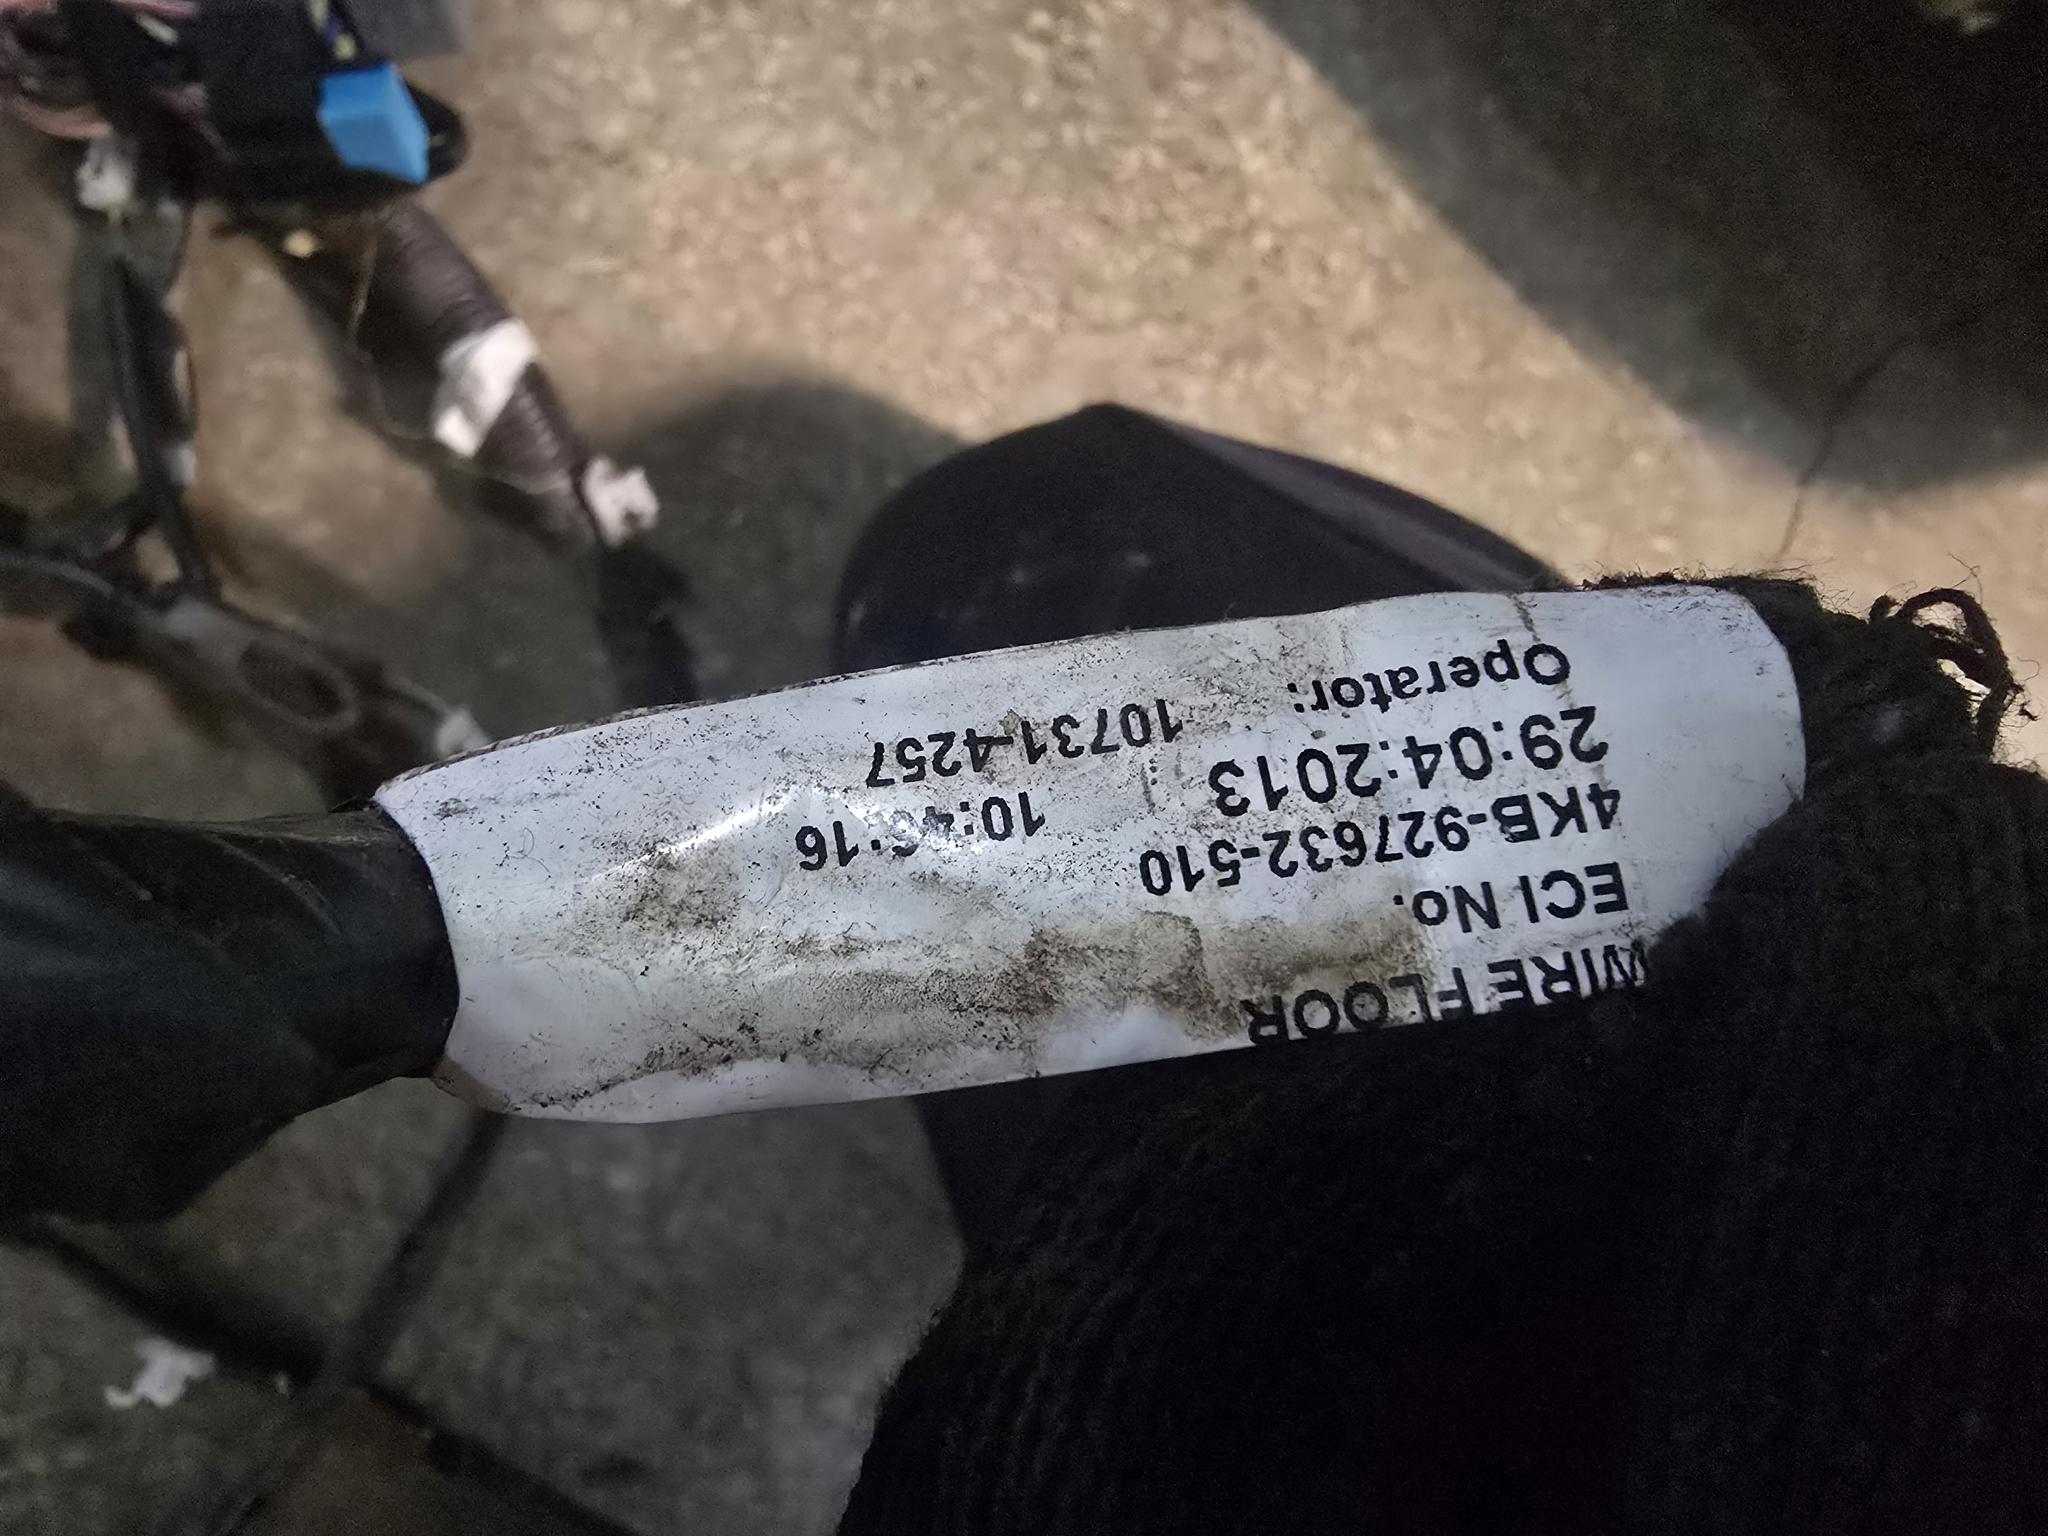 WIRE FLOOR
ECI No.
4KB-927632-510
29:04:2013 10:46:16
Operator: 10731-4257